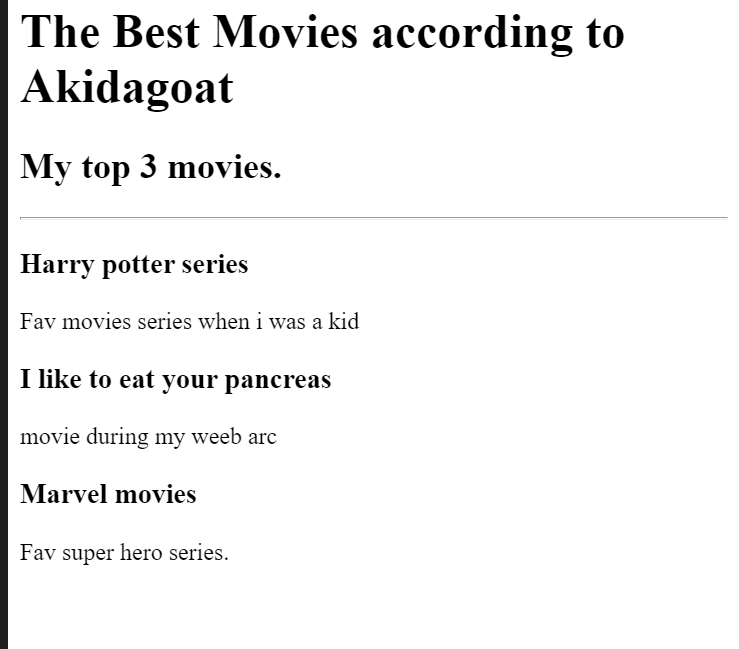 The Best Movies according to
Akidagoat
My top 3 movies.
Harry potter series
Fav movies series when i was a kid
I like to eat your pancreas
movie during my weeb arc
Marvel movies
Fav super hero series.